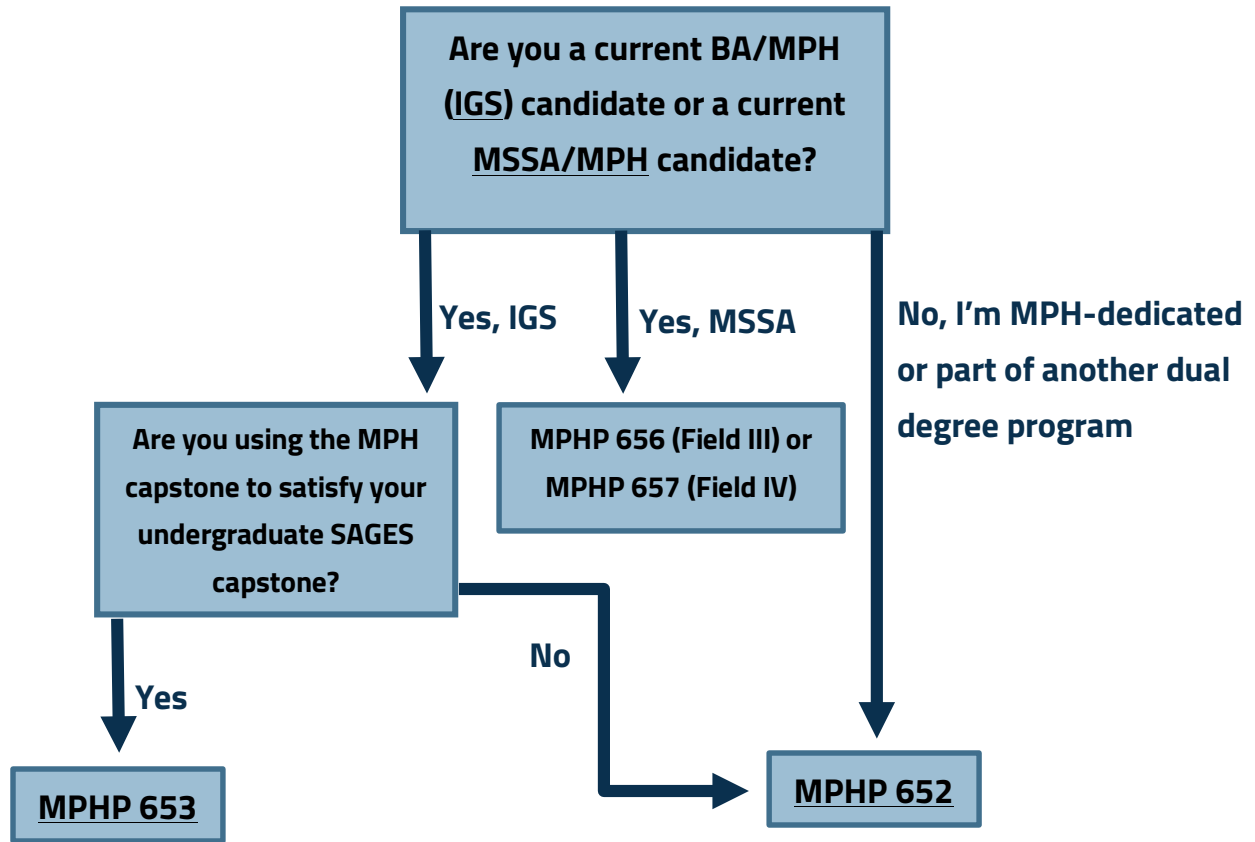 Are you a current BA/MPH
(IGS) candidate or a current
MSSA/MPH candidate?
Yes, IGS
Yes, MSSA
No, I’m MPH-dedicated
or part of another dual
degree program
Are you using the MPH
capstone to satisfy your
undergraduate SAGES
capstone?
MPHP 656 (Field III) or
MPHP 657 (Field IV)
No
Yes
MPHP 653
MPHP 652